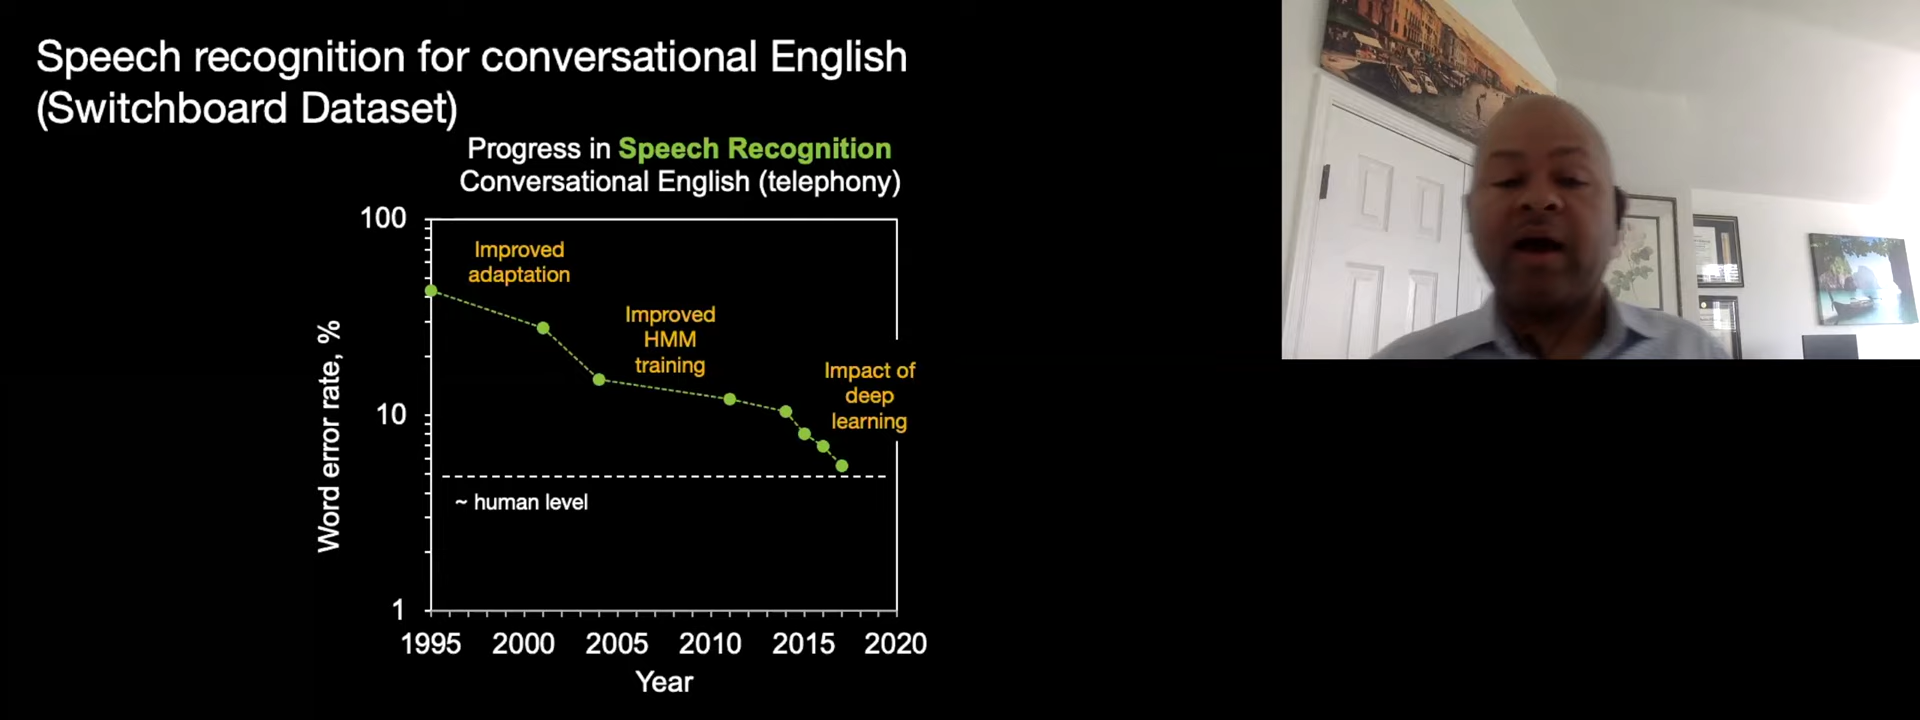 Speech recognition for conversational English
(Switchboard Dataset)
Progress in Speech Recognition
Conversational English (telephony)
100
Improved
adaptation
Improved
HMM
training
Impact of
deep
learning
Word error rate, %
10
~ human level
1
1995 2000 2005 2010 2015 2020
Year